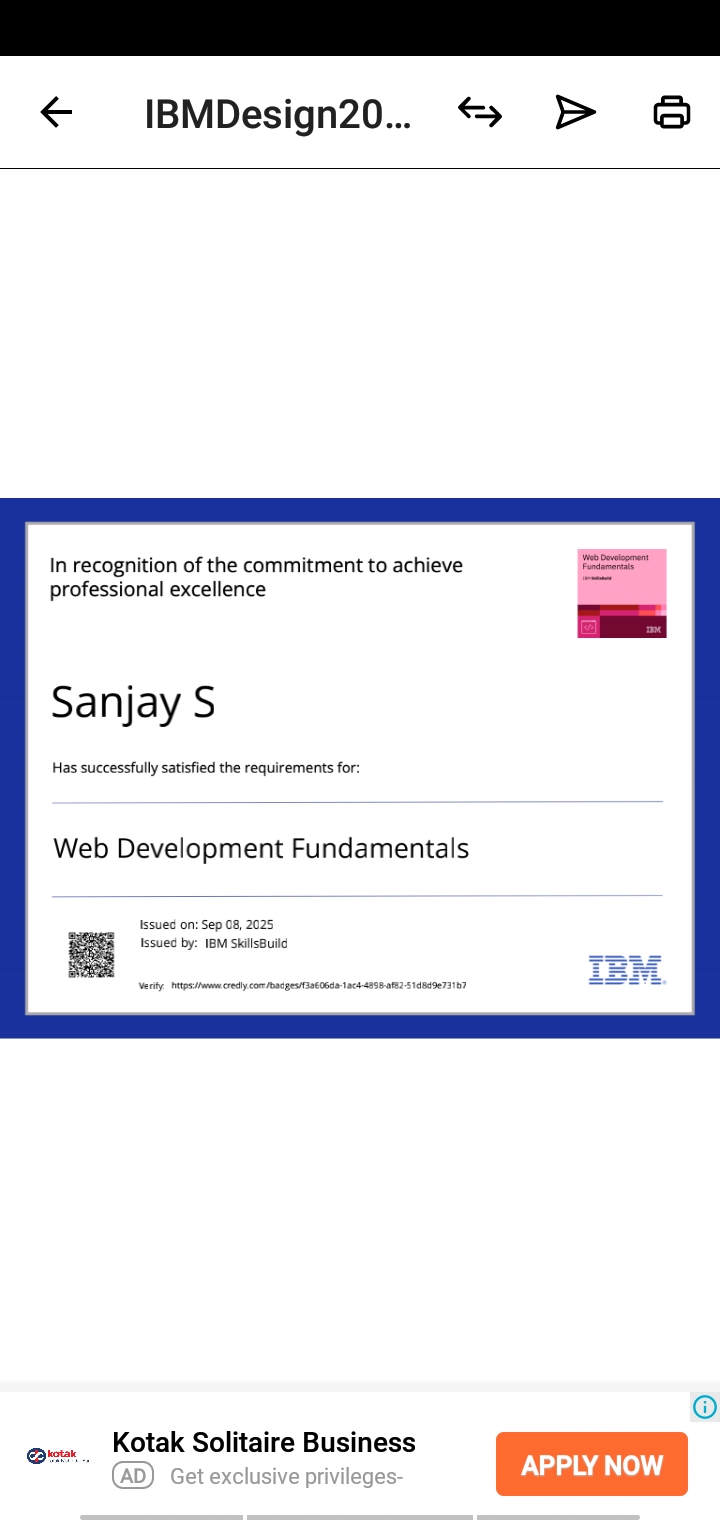 IBMDesign20...
In recognition of the commitment to achieve
professional excellence
Web Development
Fundamentals
IBM SkillsBuild
IBM
Sanjay S
Has successfully satisfied the requirements for:
Web Development Fundamentals
Issued on: Sep 08, 2025
Issued by: IBM SkillsBuild
Verify: https://www.credly.com/badges/f3a606da-1ac4-4898-af82-51d8d9e731b7
IBM
kotak
Kotak Solitaire Business
AD Get exclusive privileges-
APPLY NOW